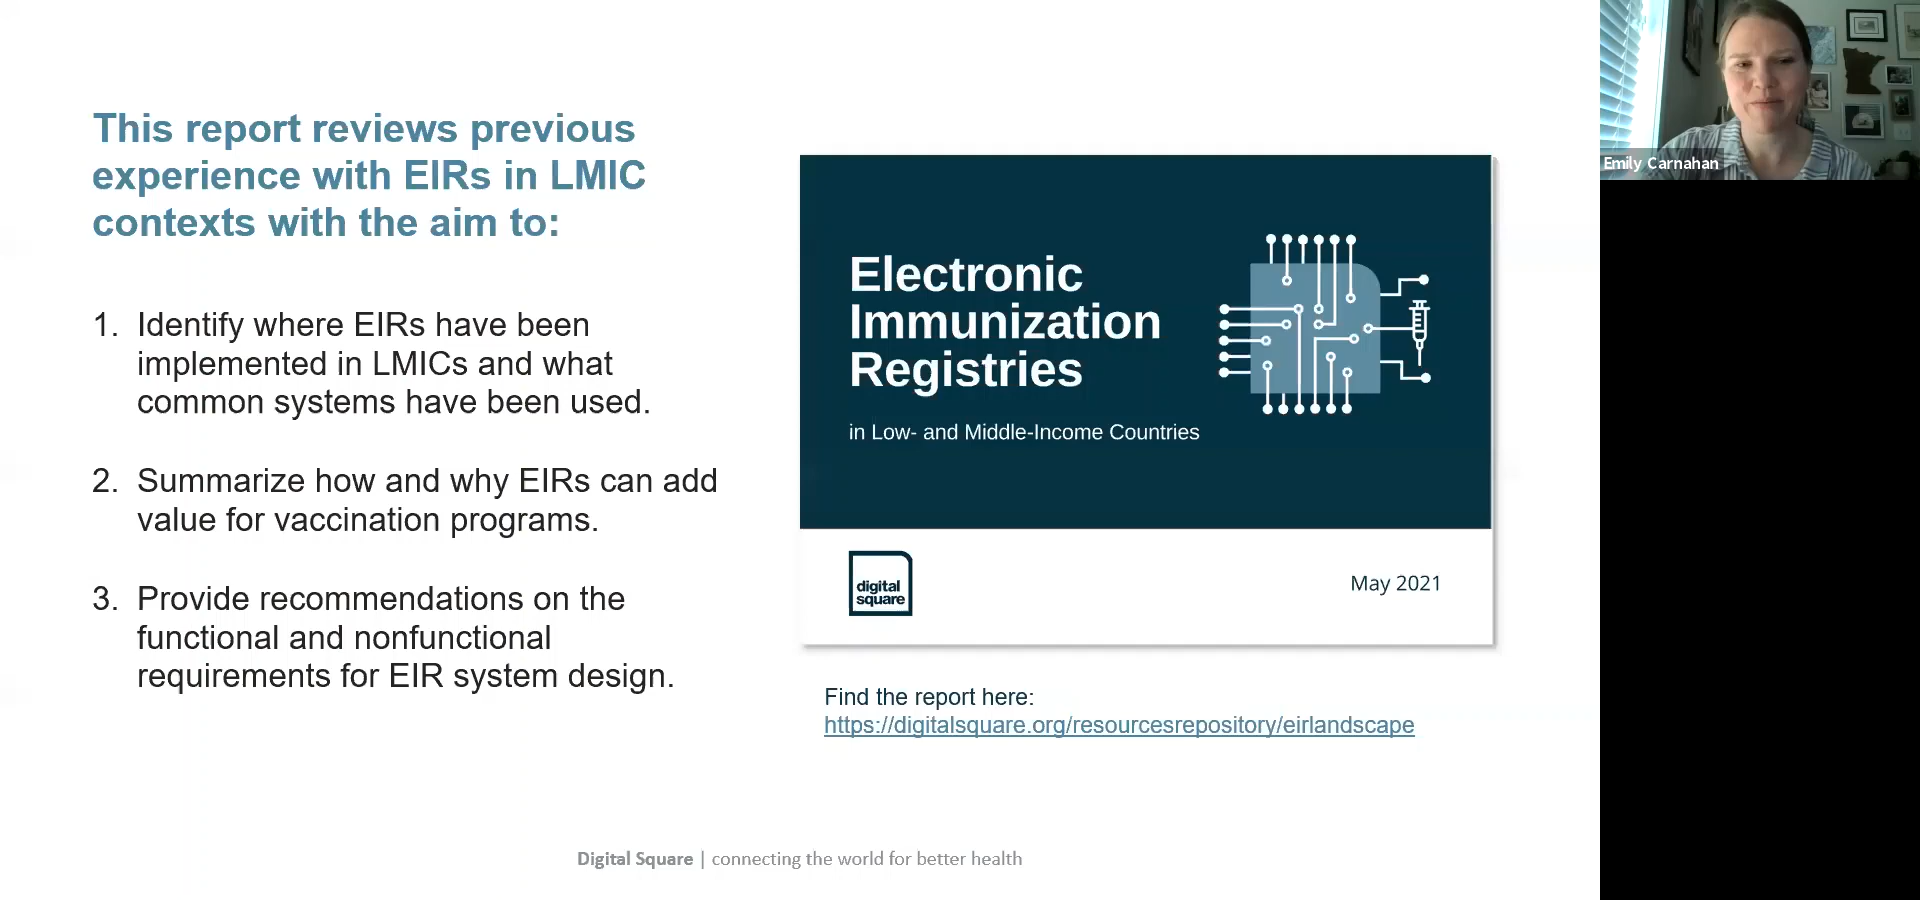 This report reviews previous
experience with EIRs in LMIC
contexts with the aim to:
1. Identify where EIRs have been
implemented in LMICs and what
common systems have been used.
2. Summarize how and why EIRs can add
value for vaccination programs.
3. Provide recommendations on the
functional and nonfunctional
requirements for EIR system design.
Electronic
Immunization
Registries
in Low- and Middle-Income Countries
digital
square
May 2021
Find the report here:
https://digitalsquare.org/resourcesrepository/eirlandscape
Digital Square | connecting the world for better health
Emily Carnahan